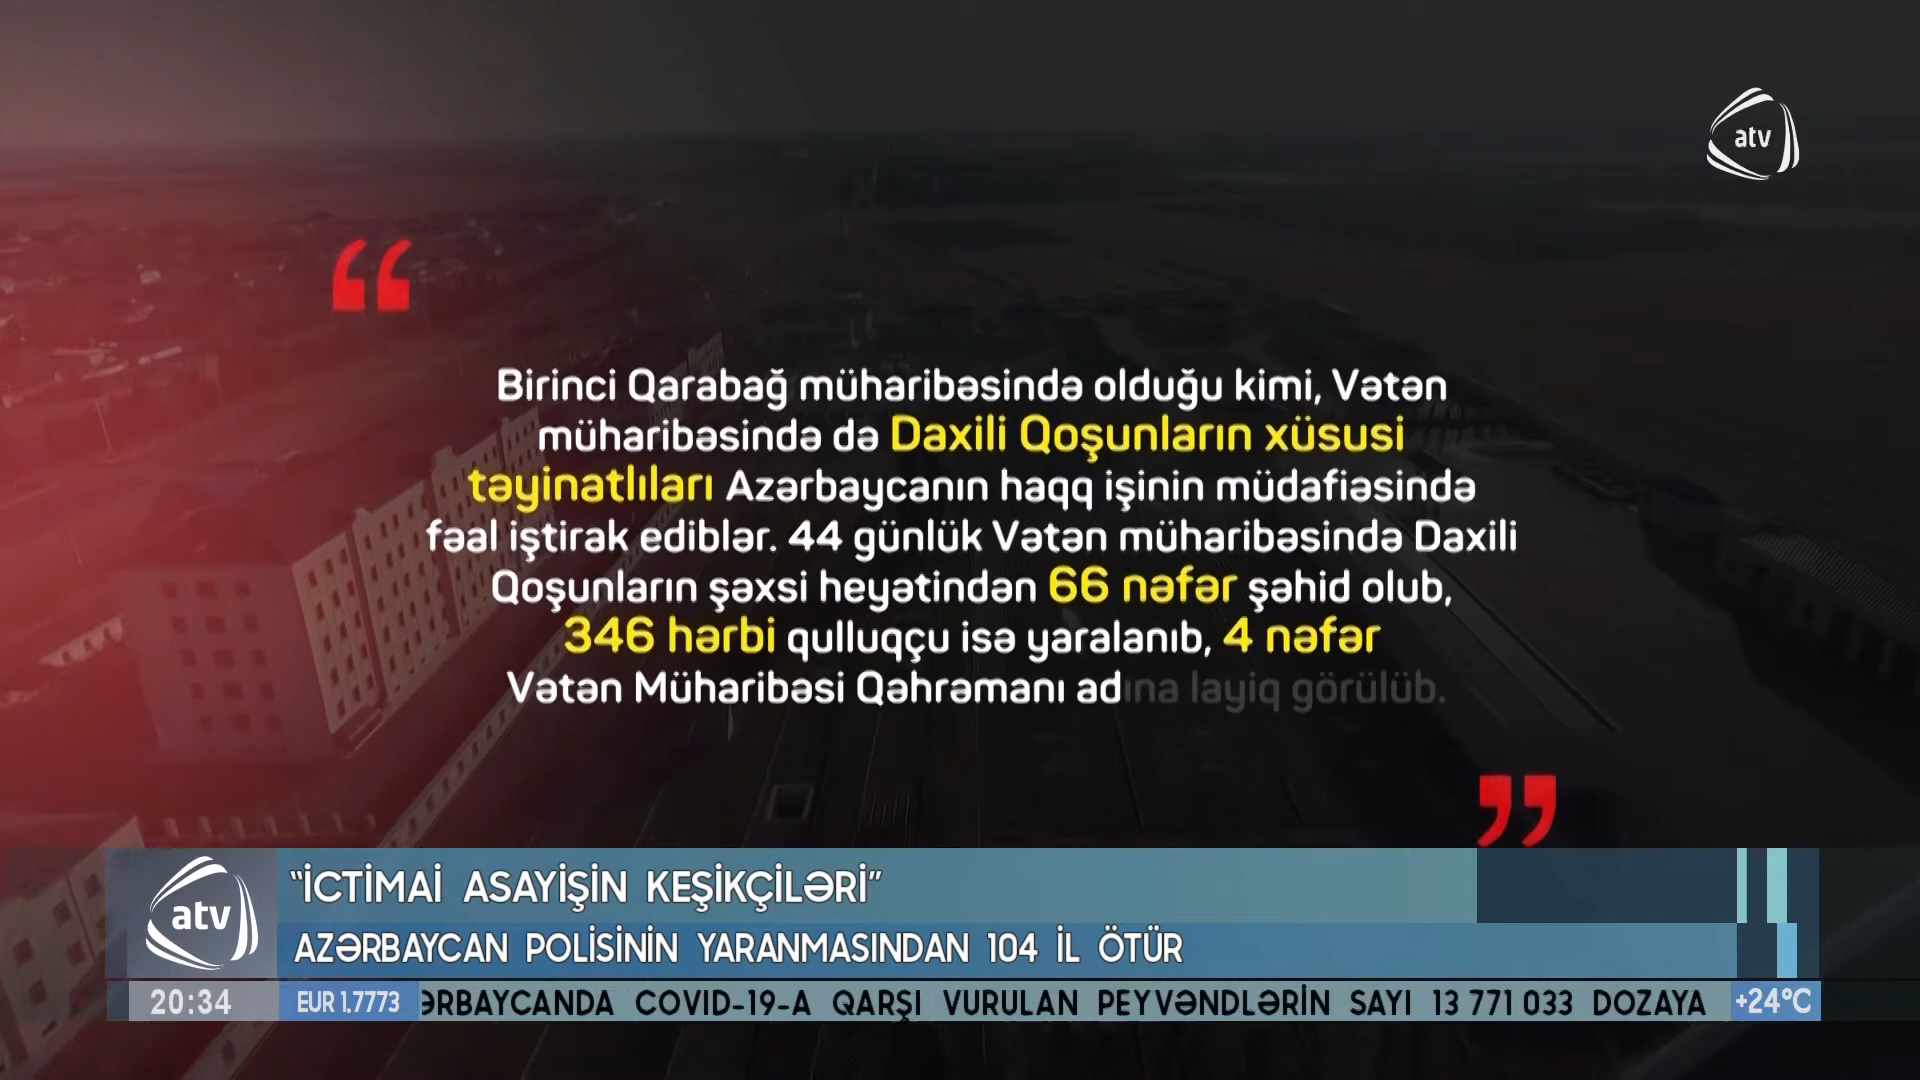 atv
“
Birinci Qarabağ müharibəsində olduğu kimi, Vətən
müharibəsində də Daxili Qoşunların xüsusi
təyinatlıları Azərbaycanın haqq işinin müdafiəsində
fəal iştirak ediblər. 44 günlük Vətən müharibəsində Daxili
Qoşunların şəxsi heyətindən 66 nəfər şəhid olub,
346 hərbi qulluqçu isə yaralanıb, 4 nəfər
Vətən Müharibəsi Qəhrəmanı adına layiq görülüb.
”
atv
“İCTİMAİ ASAYİŞİN KEŞİKÇİLƏRİ”
AZƏRBAYCAN POLİSİNİN YARANMASINDAN 104 İL ÖTÜR
20:34 EUR 1,7773 ƏRBAYCANDA COVID-19-A QARŞI VURULAN PEYVƏNDLƏRİN SAYI 13 771 033 DOZAYA +24°C